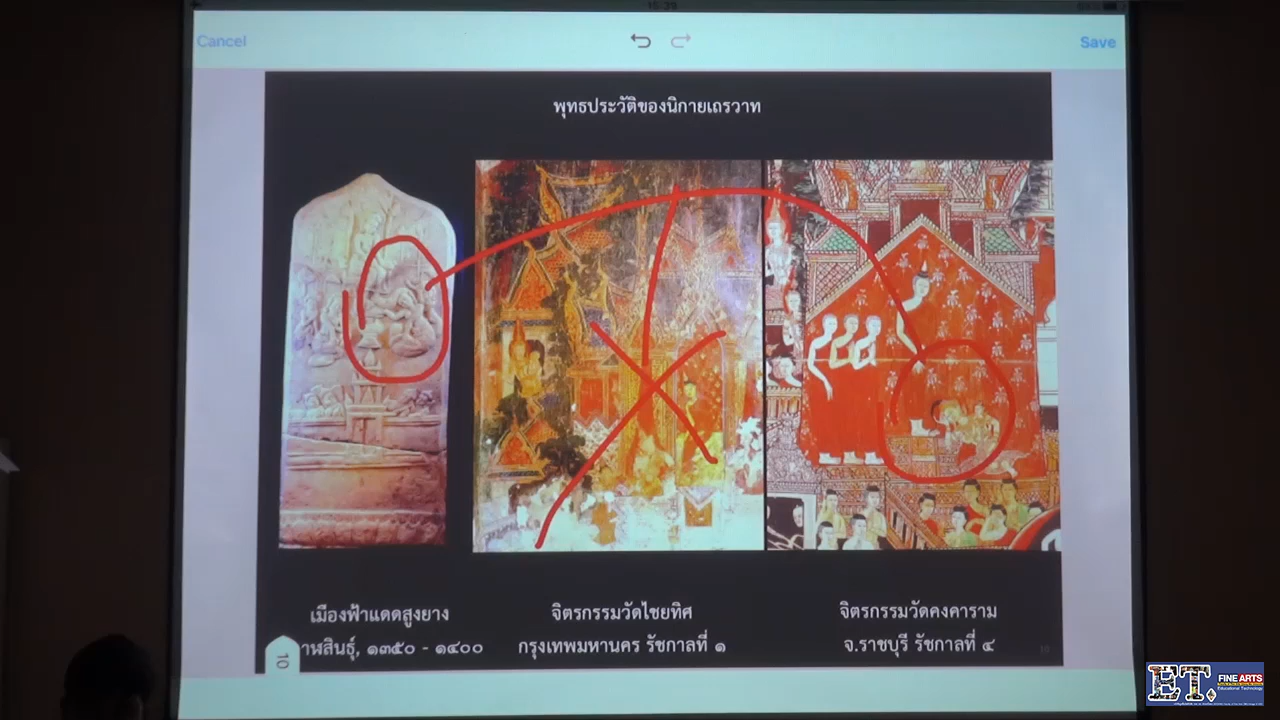 Cancel
Save
พุทธประวัติของนิกายเถรวาท
เมืองฟ้าแดดสูงยาง
าฬสินธุ์, ๑๓๕๐ - ๑๔๐๐
จิตรกรรมวัดไชยทิศ
กรุงเทพมหานคร รัชกาลที่ ๑
จิตรกรรมวัดคงคาราม
จ.ราชบุรี รัชกาลที่ ๔
10
10
ET.
FINE ARTS
Educational Technology